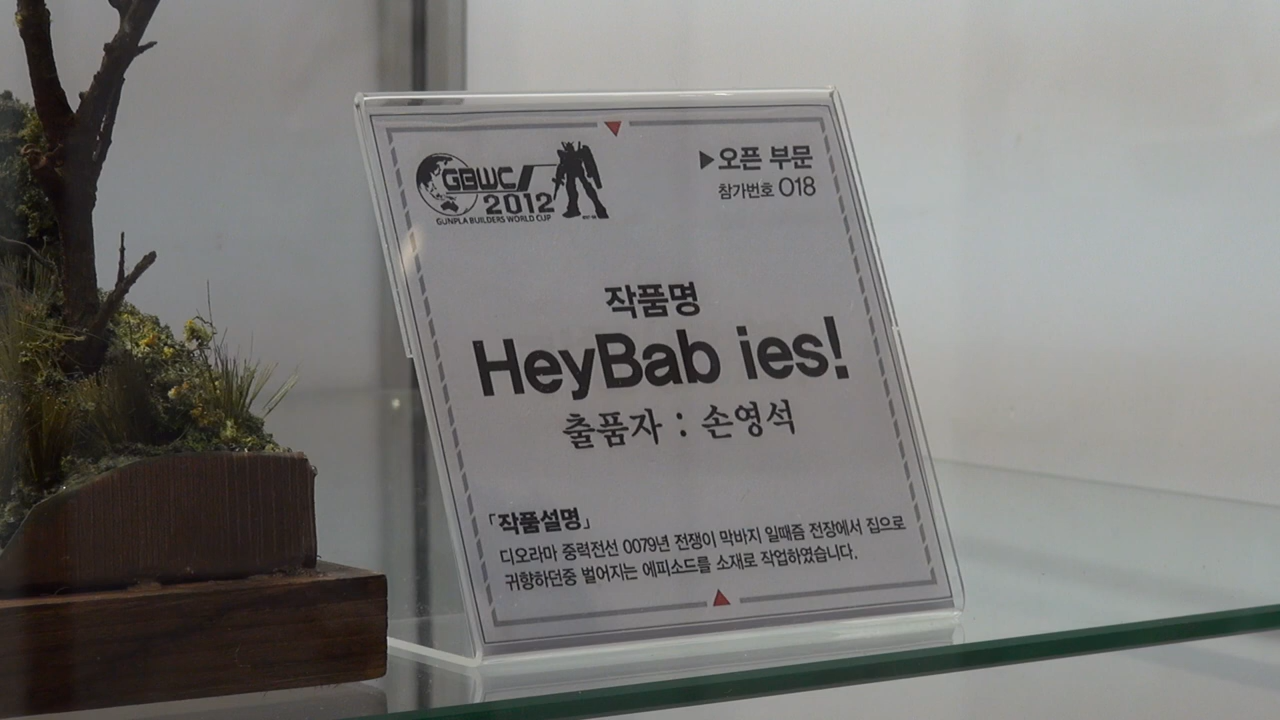 GBWC
2012
GUNPLA BUILDERS WORLD CUP
▶오픈 부문
참가번호 018
작품명
HeyBab ies!
출품자 : 손영석
「작품설명」
디오라마 중력전선 0079년 전쟁이 막바지 일때즘 전장에서 집으로
귀향하던중 벌어지는 에피소드를 소재로 작업하였습니다.